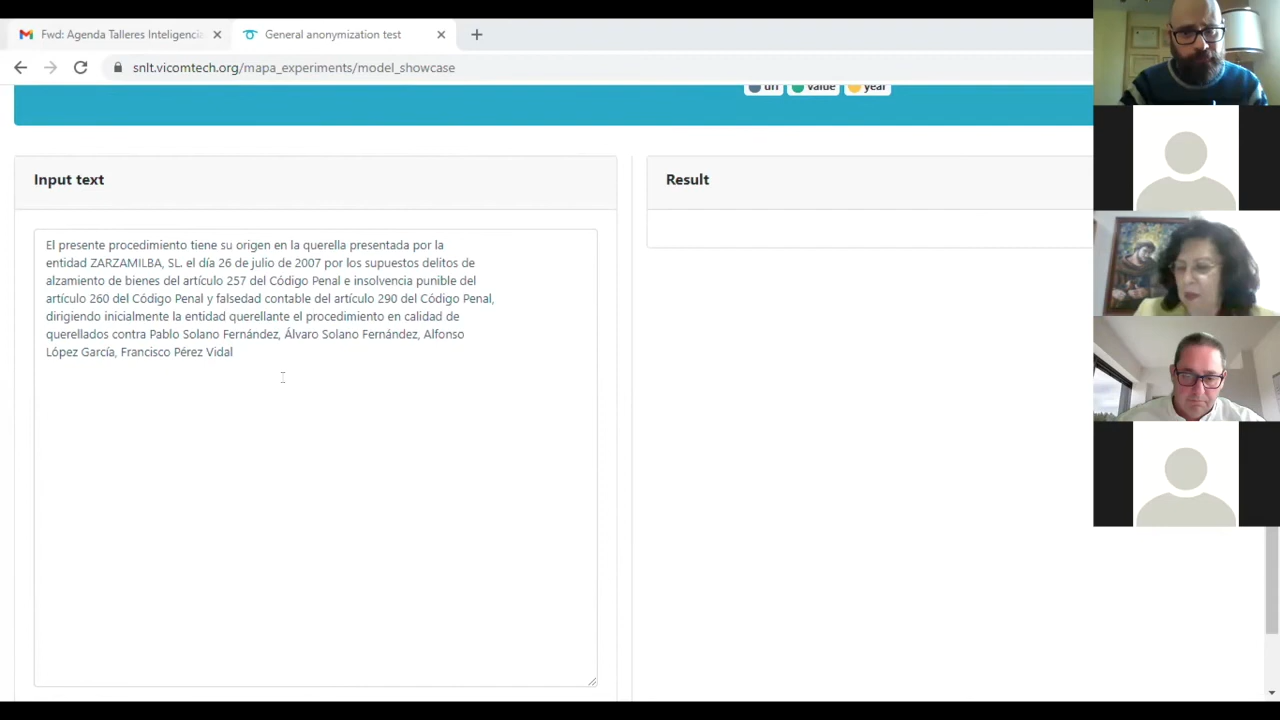 Fwd: Agenda Talleres Inteligenci
General anonymization test
snlt.vicomtech.org/mapa_experiments/model_showcase
url value year
Input text
Result
El presente procedimiento tiene su origen en la querella presentada por la
entidad ZARZAMILBA, SL. el día 26 de julio de 2007 por los supuestos delitos de
alzamiento de bienes del artículo 257 del Código Penal e insolvencia punible del
artículo 260 del Código Penal y falsedad contable del artículo 290 del Código Penal,
dirigiendo inicialmente la entidad querellante el procedimiento en calidad de
querellados contra Pablo Solano Fernández, Álvaro Solano Fernández, Alfonso
López García, Francisco Pérez Vidal